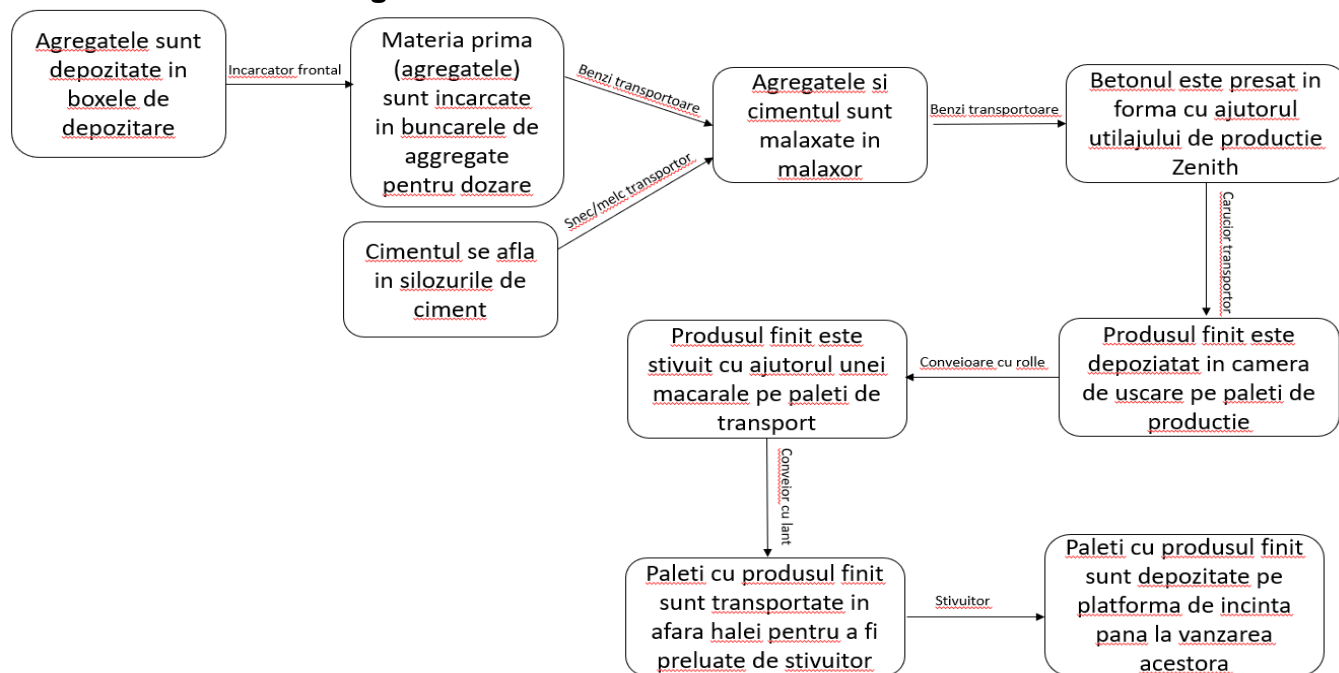 Agregatele sunt
depozitate in
boxele de
depozitare
Incarcator frontal
Materia prima
(agregatele)
sunt incarcate
in buncarele de
aggregate
pentru dozare
Benzi transportoare
Cimentul se afla
in silozurile de
ciment
Snec/melc transportor
Agregatele si
cimentul sunt
malaxate in
malaxor
Benzi transportoare
Betonul este presat in
forma cu ajutorul
utilajului de productie
Zenith
Carucior transportor
Produsul finit este
depoziatat in camera
de uscare pe paleti de
productie
Conveioare cu rolle
Produsul finit este
stivuit cu ajutorul unei
macarale pe paleti de
transport
Conveior cu lant
Paleti cu produsul finit
sunt transportate in
afara halei pentru a fi
preluate de stivuitor
Stivuitor
Paleti cu produsul finit
sunt depozitate pe
platforma de incinta
pana la vanzarea
acestora